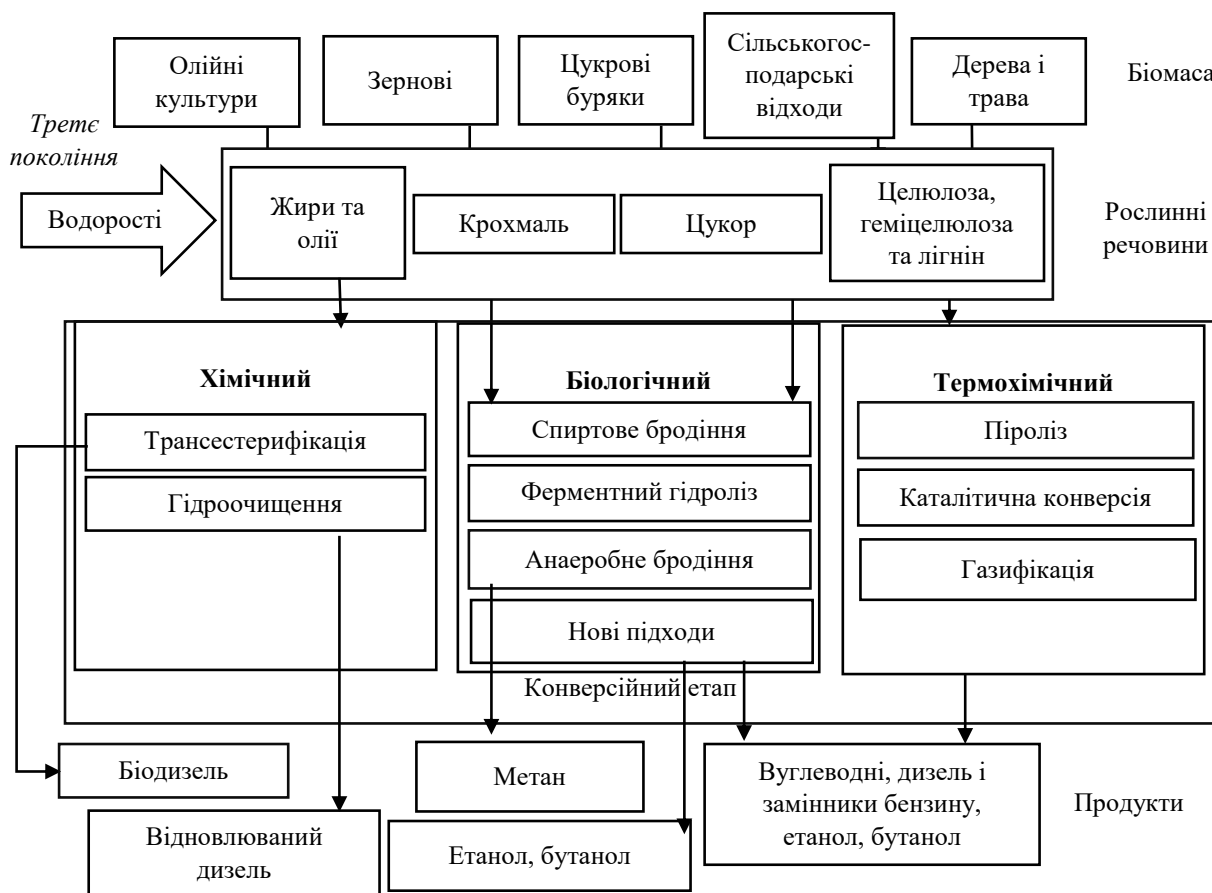 Олійні
культури
Зернові
Цукрові
буряки
Сільськогос-
подарські
відходи
Дерева і
трава
Біомаса
Третє
покоління
Водорості
Жири та
олії
Крохмаль
Цукор
Целюлоза,
геміцелюлоза
та лігнін
Рослинні
речовини
Хімічний
Трансестерифікація
Гідроочищення
Біологічний
Спиртове бродіння
Ферментний гідроліз
Анаеробне бродіння
Нові підходи
Термохімічний
Піроліз
Каталітична конверсія
Газифікація
Конверсійний етап
Біодизель
Відновлюваний
дизель
Метан
Етанол, бутанол
Вуглеводні, дизель і
замінники бензину,
етанол, бутанол
Продукти